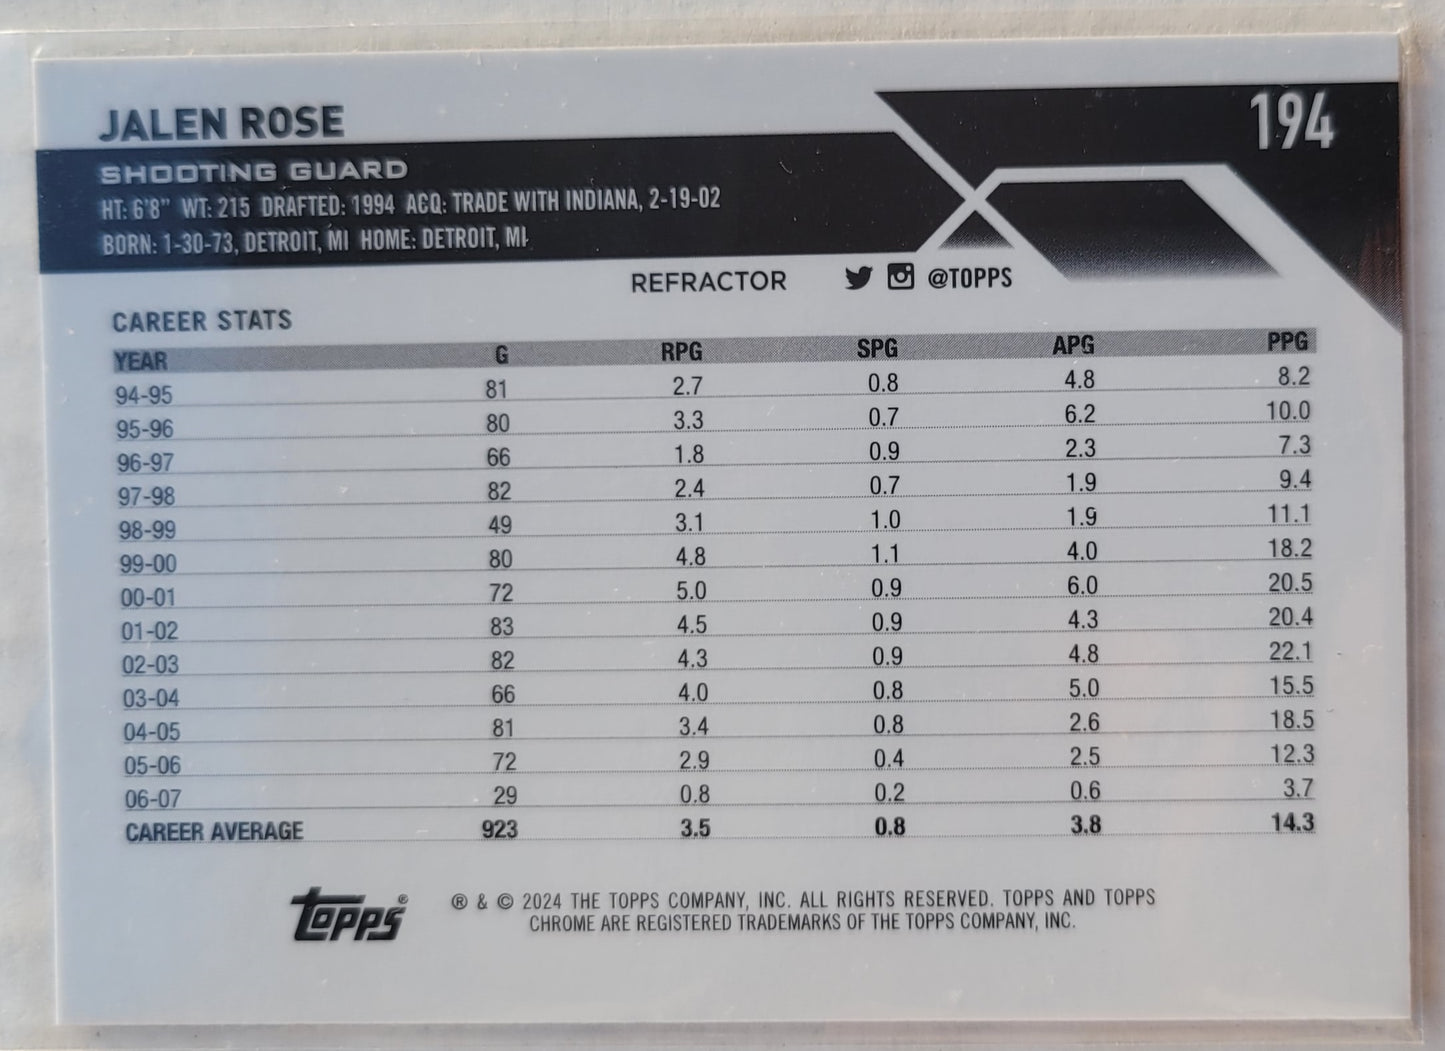 JALEN ROSE
194
SHOOTING GUARD
HT: 6'8" WT: 215 DRAFTED: 1994 ACQ: TRADE WITH INDIANA, 2-19-02
BORN: 1-30-73, DETROIT, MI HOME: DETROIT, MI
REFRACTOR @TOPPS
CAREER STATS
YEAR G RPG SPG APG PPG
94-95 81 2.7 0.8 4.8 8.2
95-96 80 3.3 0.7 6.2 10.0
96-97 66 1.8 0.9 2.3 7.3
97-98 82 2.4 0.7 1.9 9.4
98-99 49 3.1 1.0 1.9 11.1
99-00 80 4.8 1.1 4.0 18.2
00-01 72 5.0 0.9 6.0 20.5
01-02 83 4.5 0.9 4.3 20.4
02-03 82 4.3 0.9 4.8 22.1
03-04 66 4.0 0.8 5.0 15.5
04-05 81 3.4 0.8 2.6 18.5
05-06 72 2.9 0.4 2.5 12.3
06-07 29 0.8 0.2 0.6 3.7
CAREER AVERAGE 923 3.5 0.8 3.8 14.3
TOPPS®
® & © 2024 THE TOPPS COMPANY, INC. ALL RIGHTS RESERVED. TOPPS AND TOPPS
CHROME ARE REGISTERED TRADEMARKS OF THE TOPPS COMPANY, INC.